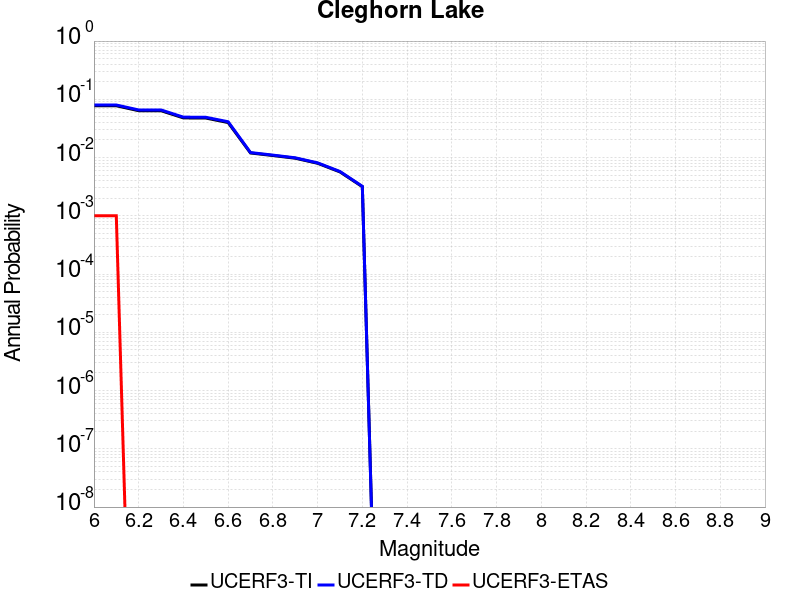 Cleghorn Lake
Annual Probability
10^0
10^-1
10^-2
10^-3
10^-4
10^-5
10^-6
10^-7
10^-8
6 6.2 6.4 6.6 6.8 7 7.2 7.4 7.6 7.8 8 8.2 8.4 8.6 8.8 9
Magnitude
UCERF3-TI UCERF3-TD UCERF3-ETAS